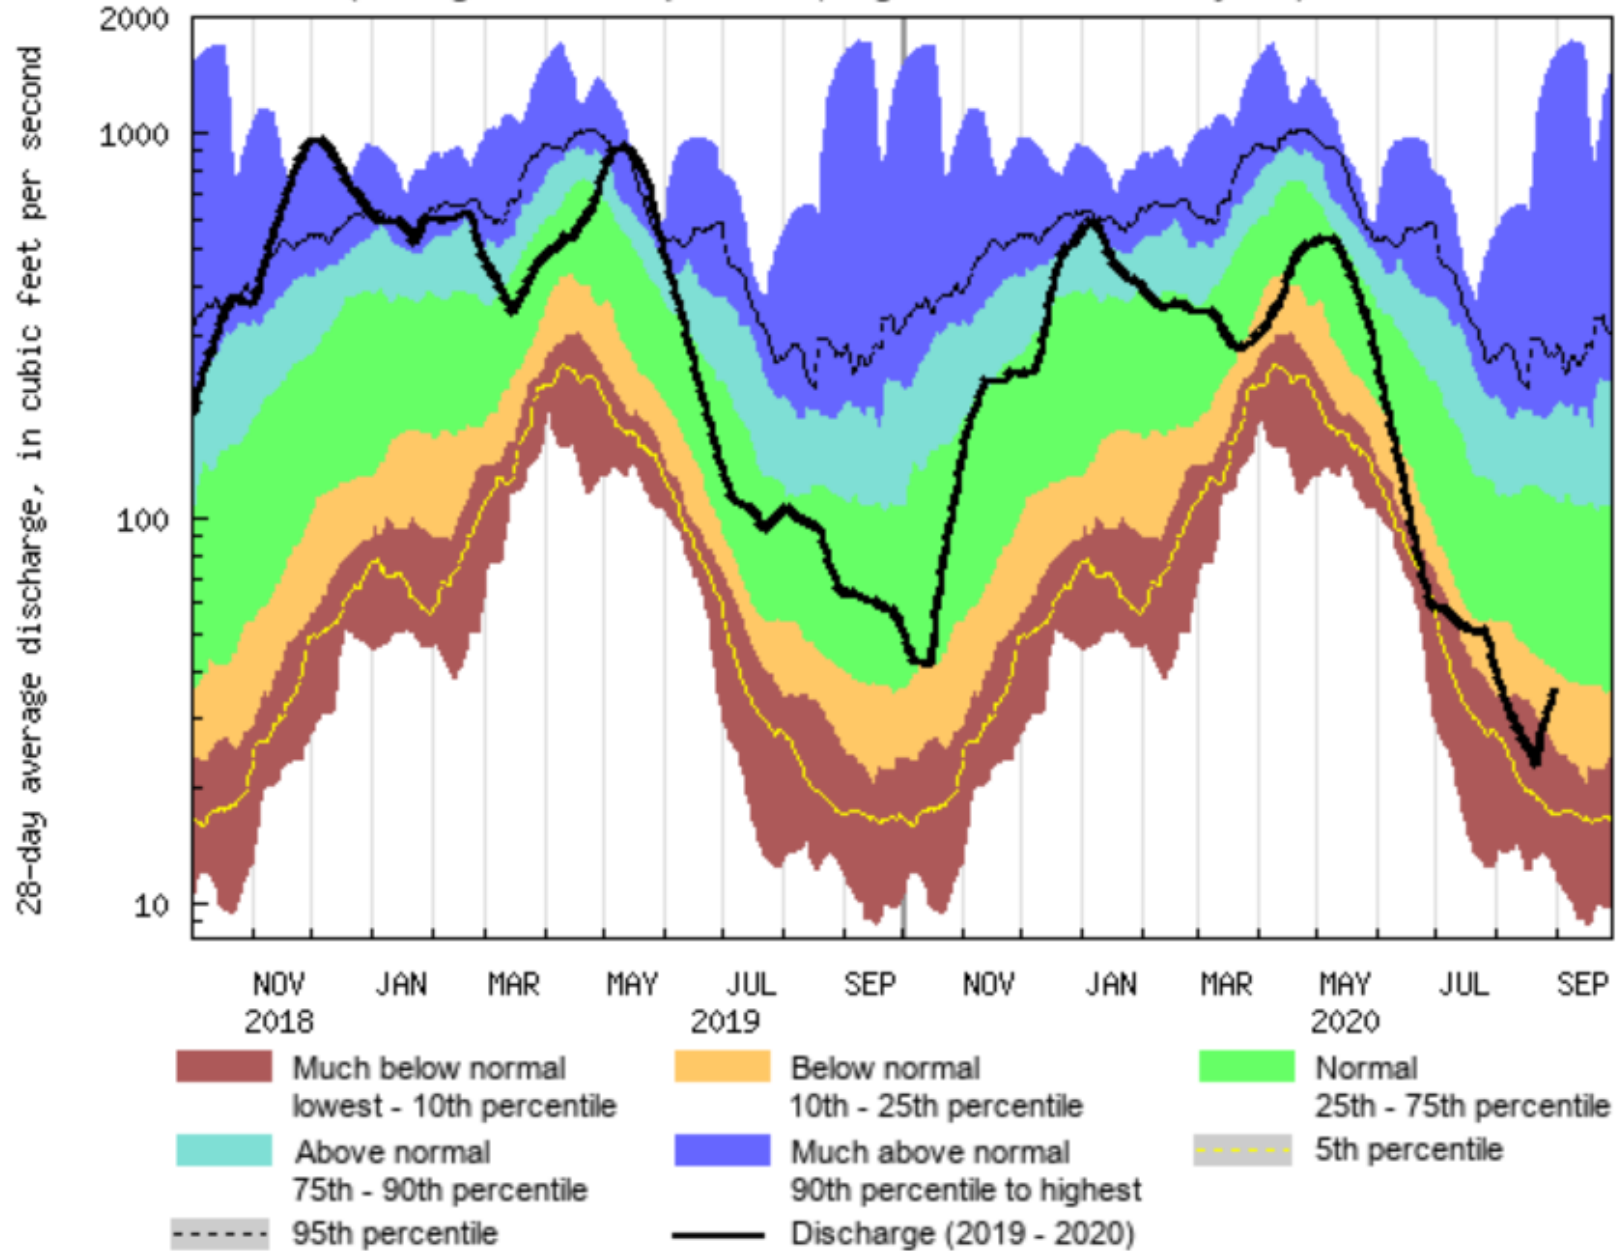 2000
1000
100
10
28-day average discharge, in cubic feet per second
NOV JAN MAR MAY JUL SEP NOV JAN MAR MAY JUL SEP
2018 2019 2020
Much below normal
lowest - 10th percentile
Below normal
10th - 25th percentile
Normal
25th - 75th percentile
Above normal
75th - 90th percentile
Much above normal
90th percentile to highest
5th percentile
95th percentile
Discharge (2019 - 2020)